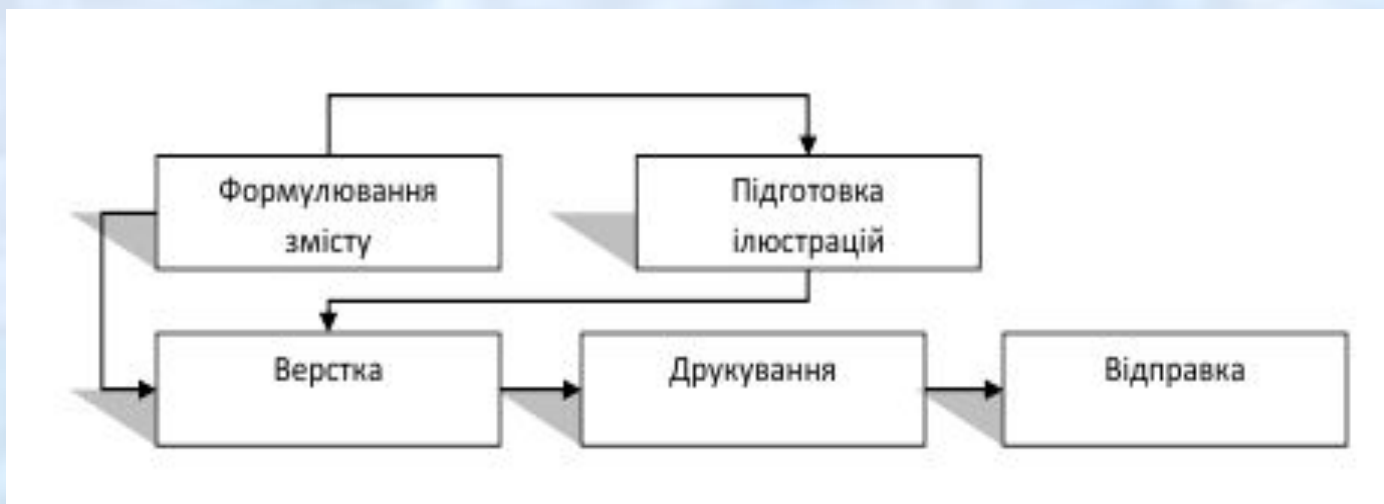 Формулювання
змісту
Підготовка
ілюстрацій
Верстка
Друкування
Відправка